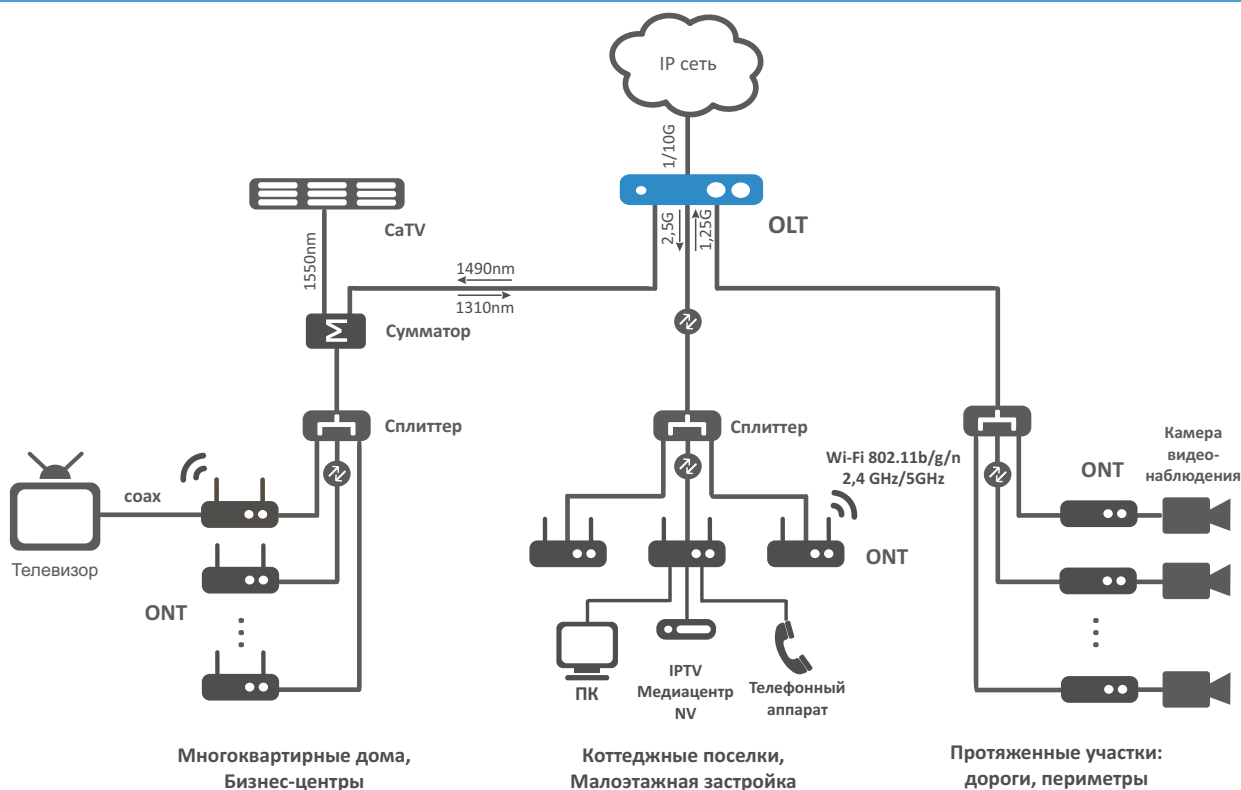 IP сеть
1/10G
CaTV
OLT
2,5G
1,25G
1550nm
1490nm
1310nm
Сумматор
Сплиттер
Сплиттер
Wi-Fi 802.11b/g/n
2,4 GHz/5GHz
Камера
видео-
наблюдения
ONT
coax
Телевизор
ONT
ONT
ПК
IPTV
Медиацентр
NV
Телефонный
аппарат
Многоквартирные дома,
Бизнес-центры
Коттеджные поселки,
Малоэтажная застройка
Протяженные участки:
дороги, периметры